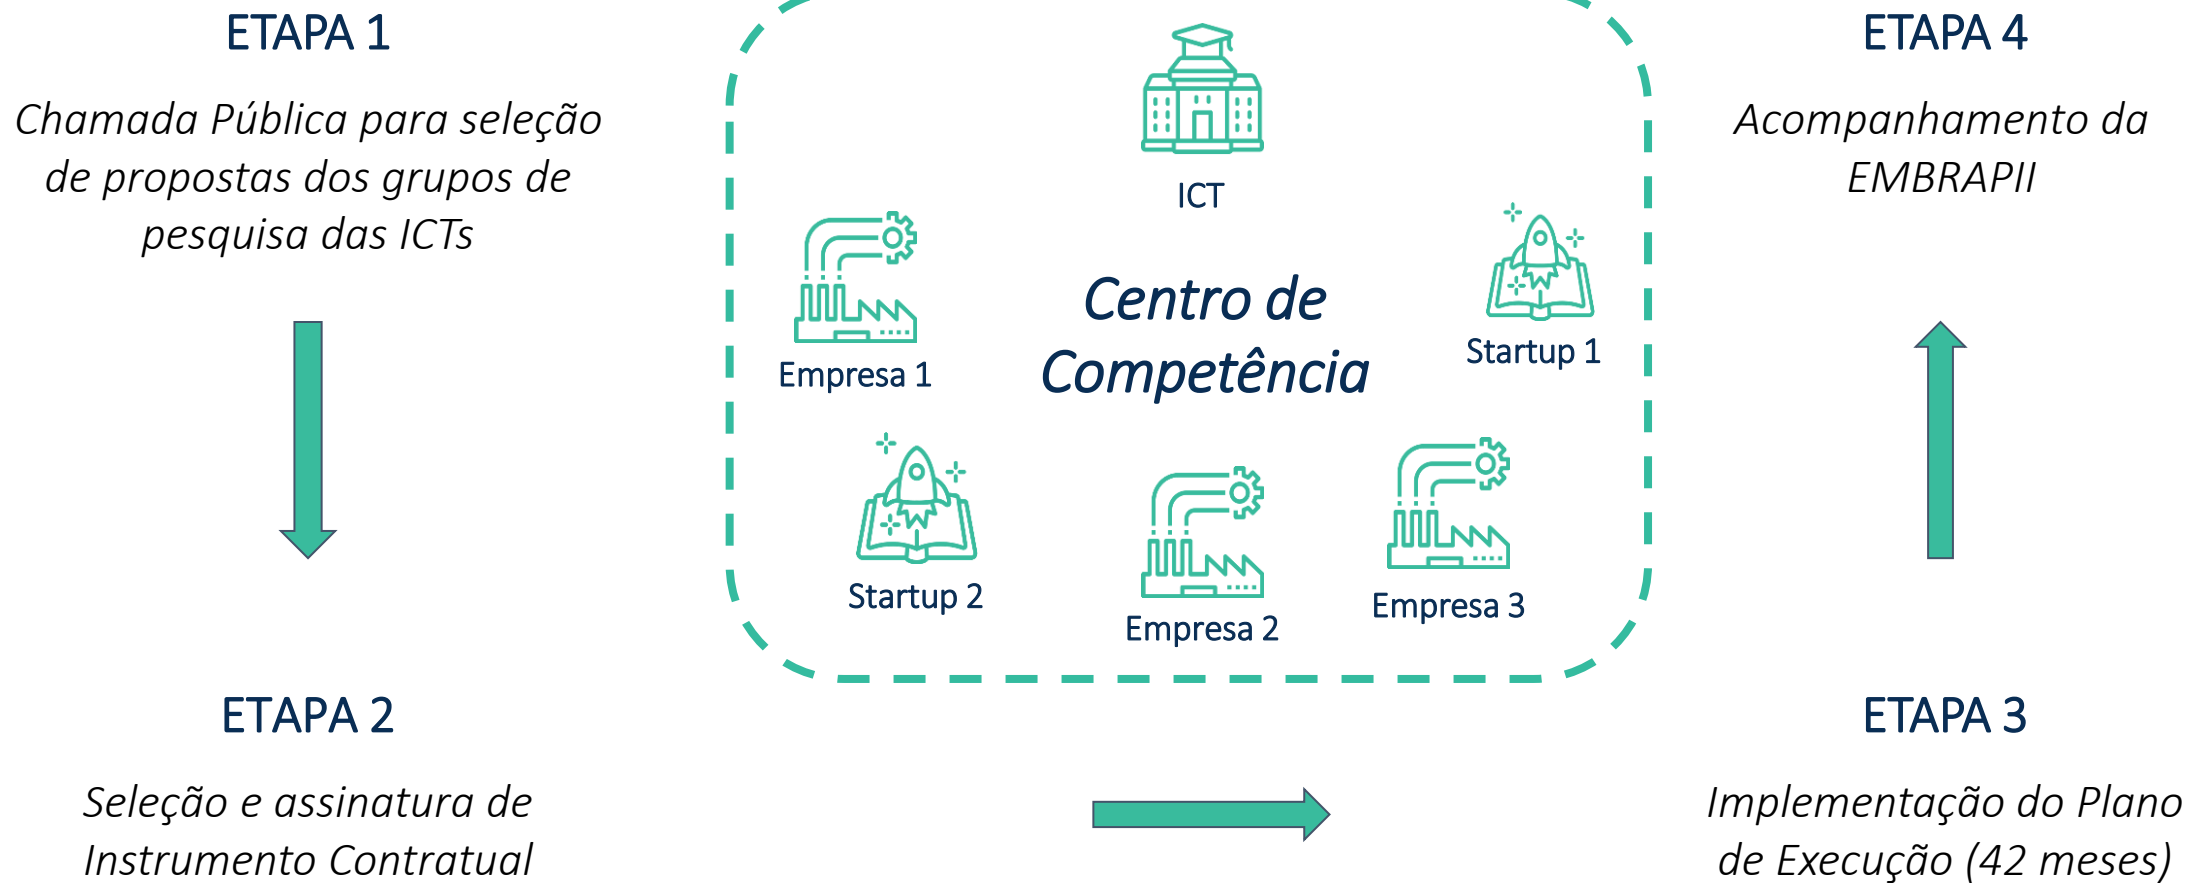 ETAPA 1
Chamada Pública para seleção
de propostas dos grupos de
pesquisa das ICTs
ETAPA 2
Seleção e assinatura de
Instrumento Contratual
ICT
Empresa 1
Centro de
Competência
Startup 1
Startup 2
Empresa 2
Empresa 3
ETAPA 4
Acompanhamento da
EMBRAPII
ETAPA 3
Implementação do Plano
de Execução (42 meses)